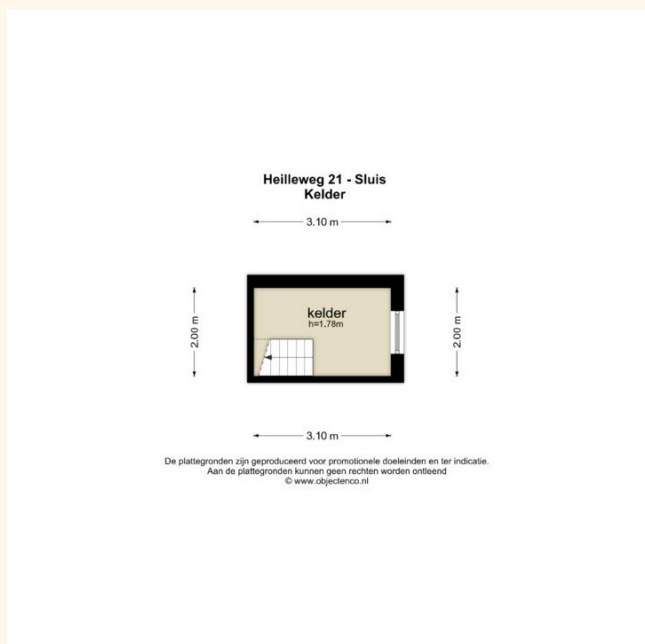 Heilleweg 21 - Sluis
Kelder
3.10 m
kelder
h=1.78m
2.00 m
2.00 m
3.10 m
De plattegronden zijn geproduceerd voor promotionele doeleinden en ter indicatie.
Aan de plattegronden kunnen geen rechten worden ontleend
© www.objectenco.nl